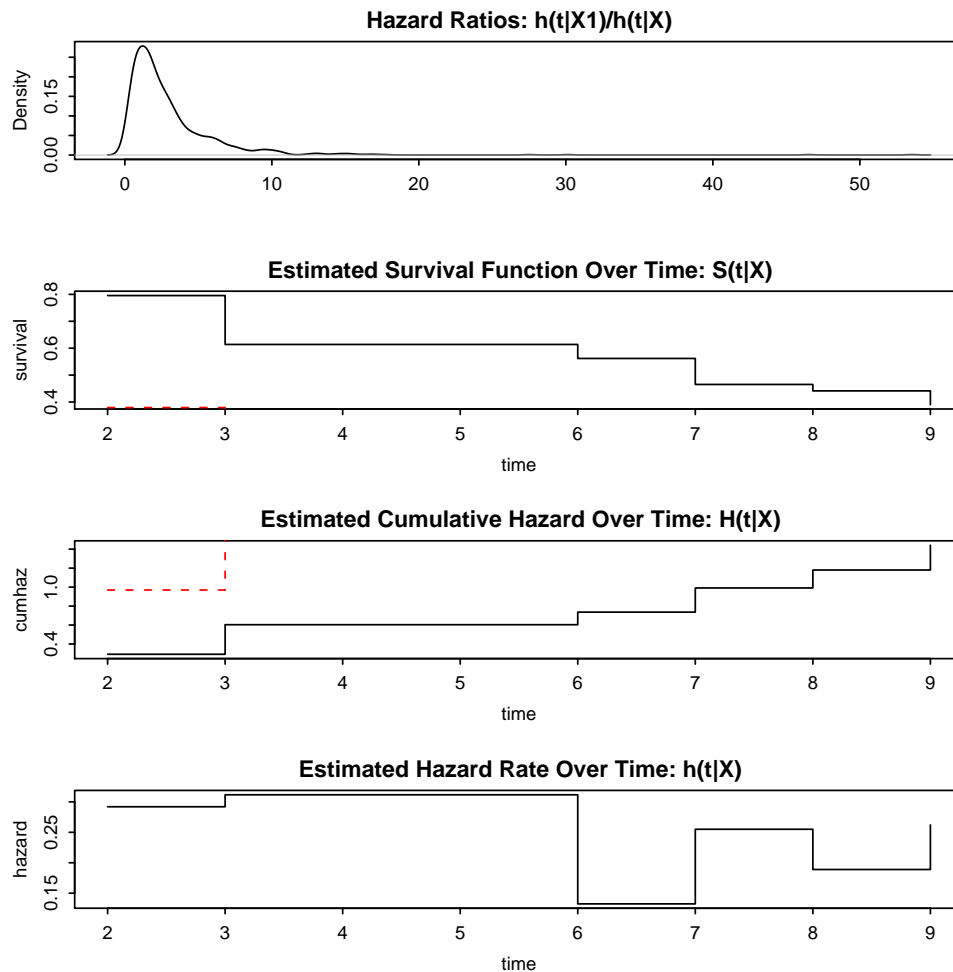 Hazard Ratios: h(t|X1)/h(t|X)
Density
0.15
0.00
0 10 20 30 40 50
Estimated Survival Function Over Time: S(t|X)
survival
0.8
0.6
0.4
2 3 4 5 6 7 8 9
time
Estimated Cumulative Hazard Over Time: H(t|X)
cumhaz
1.0
0.4
2 3 4 5 6 7 8 9
time
Estimated Hazard Rate Over Time: h(t|X)
hazard
0.25
0.15
2 3 4 5 6 7 8 9
time